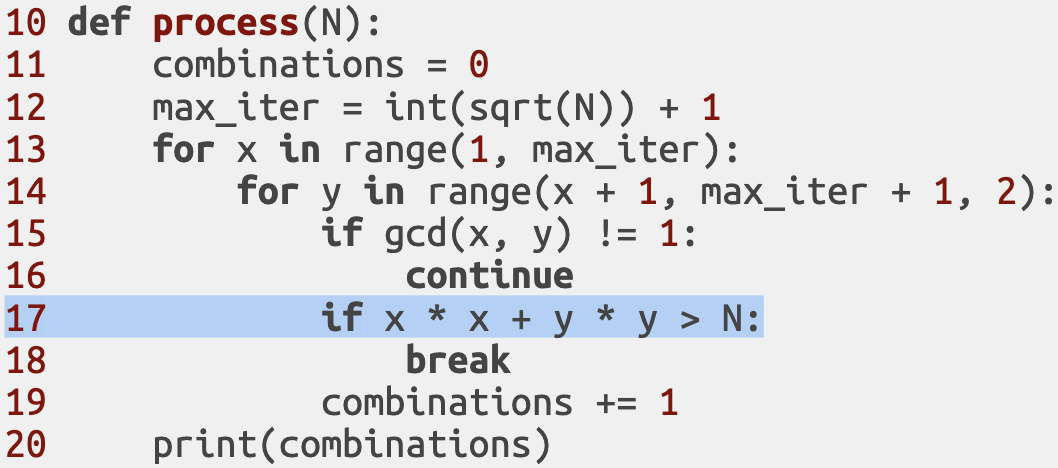 10 def process(N):
11     combinations = 0
12     max_iter = int(sqrt(N)) + 1
13     for x in range(1, max_iter):
14         for y in range(x + 1, max_iter + 1, 2):
15             if gcd(x, y) != 1:
16                 continue
17             if x * x + y * y > N:
18                 break
19             combinations += 1
20     print(combinations)